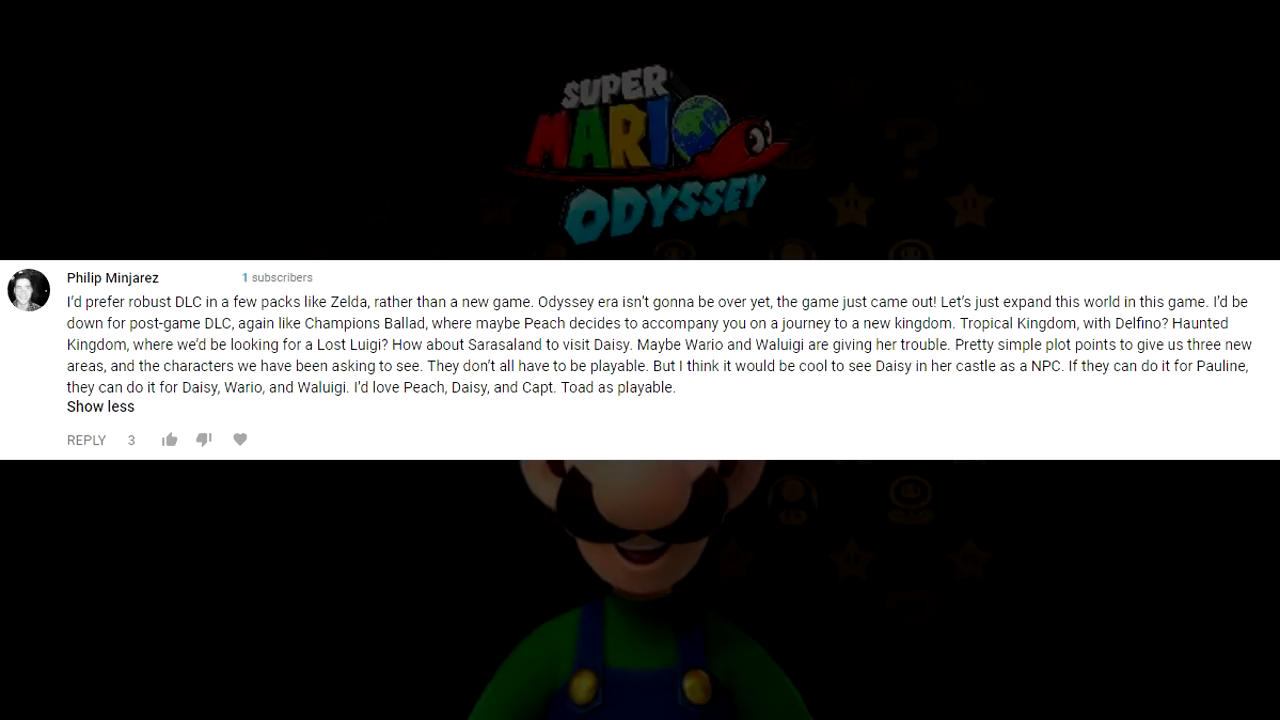 SUPER
MARIO
ODYSSEY
Philip Minjarez 1 subscribers
I'd prefer robust DLC in a few packs like Zelda, rather than a new game. Odyssey era isn't gonna be over yet, the game just came out! Let's just expand this world in this game. I'd be
down for post-game DLC, again like Champions Ballad, where maybe Peach decides to accompany you on a journey to a new kingdom. Tropical Kingdom, with Delfino? Haunted
Kingdom, where we'd be looking for a Lost Luigi? How about Sarasaland to visit Daisy. Maybe Wario and Waluigi are giving her trouble. Pretty simple plot points to give us three new
areas, and the characters we have been asking to see. They don't all have to be playable. But I think it would be cool to see Daisy in her castle as a NPC. If they can do it for Pauline,
they can do it for Daisy, Wario, and Waluigi. I'd love Peach, Daisy, and Capt. Toad as playable.
Show less
REPLY 3